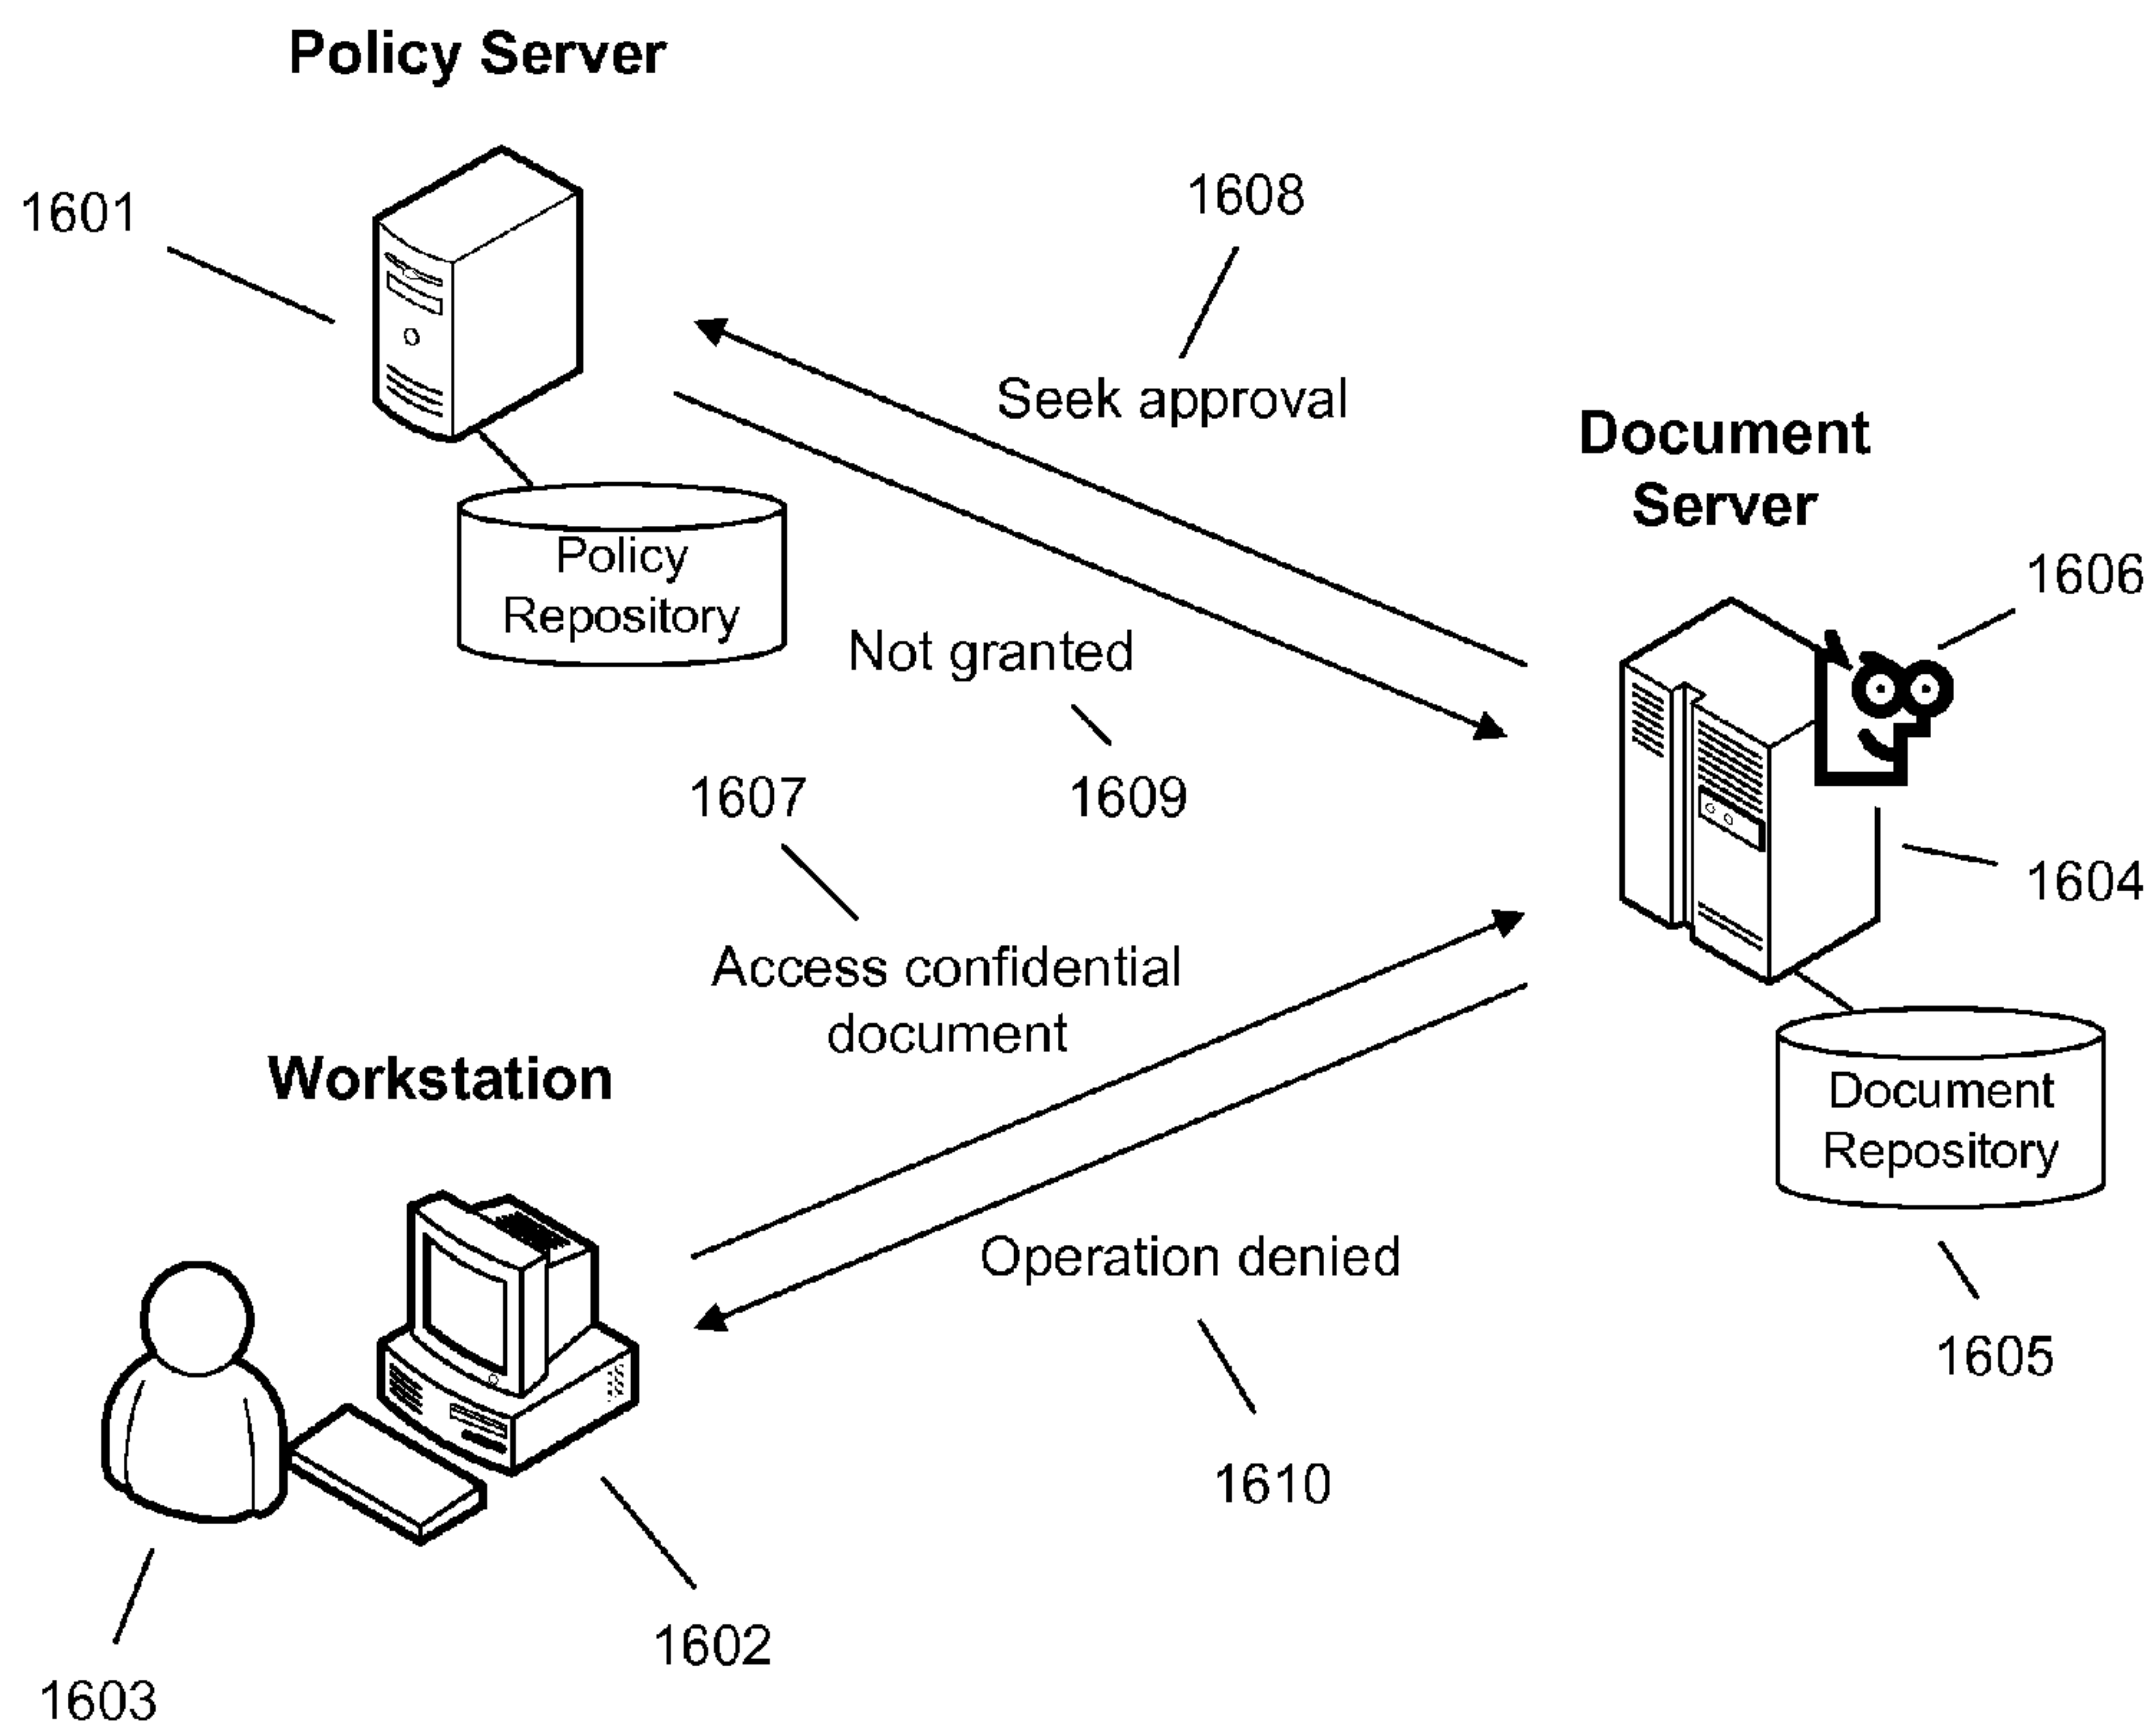 Policy Server
1601
1608
Seek approval
Document
Server
Policy
Repository
1606
Not granted
1607
1609
1604
Access confidential
document
Workstation
Document
Repository
Operation denied
1605
1610
1602
1603